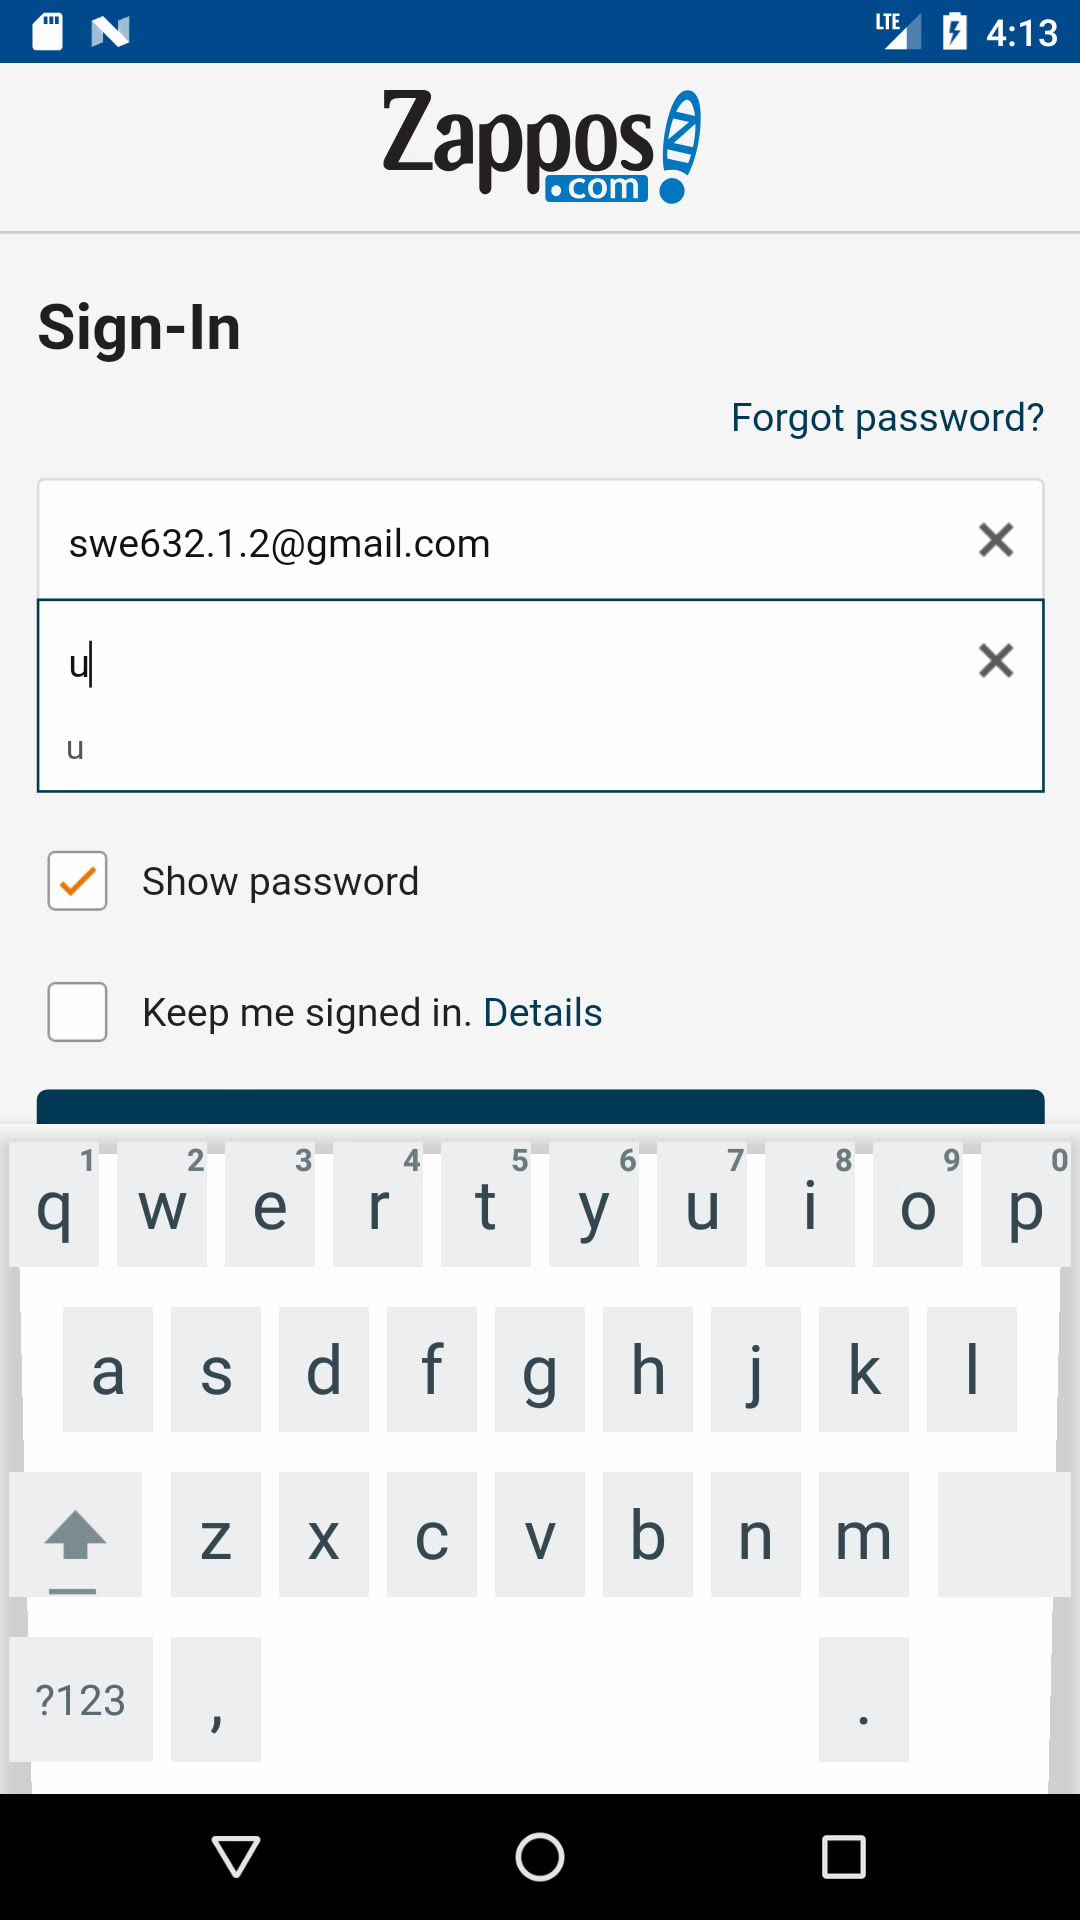 LTE 4:13
Zappos
.com
Sign-In
Forgot password?
swe632.1.2@gmail.com
u
u
Show password
Keep me signed in. Details
1 2 3 4 5 6 7 8 9 0
q w e r t y u i o p
a s d f g h j k l
z x c v b n m
?123 , .